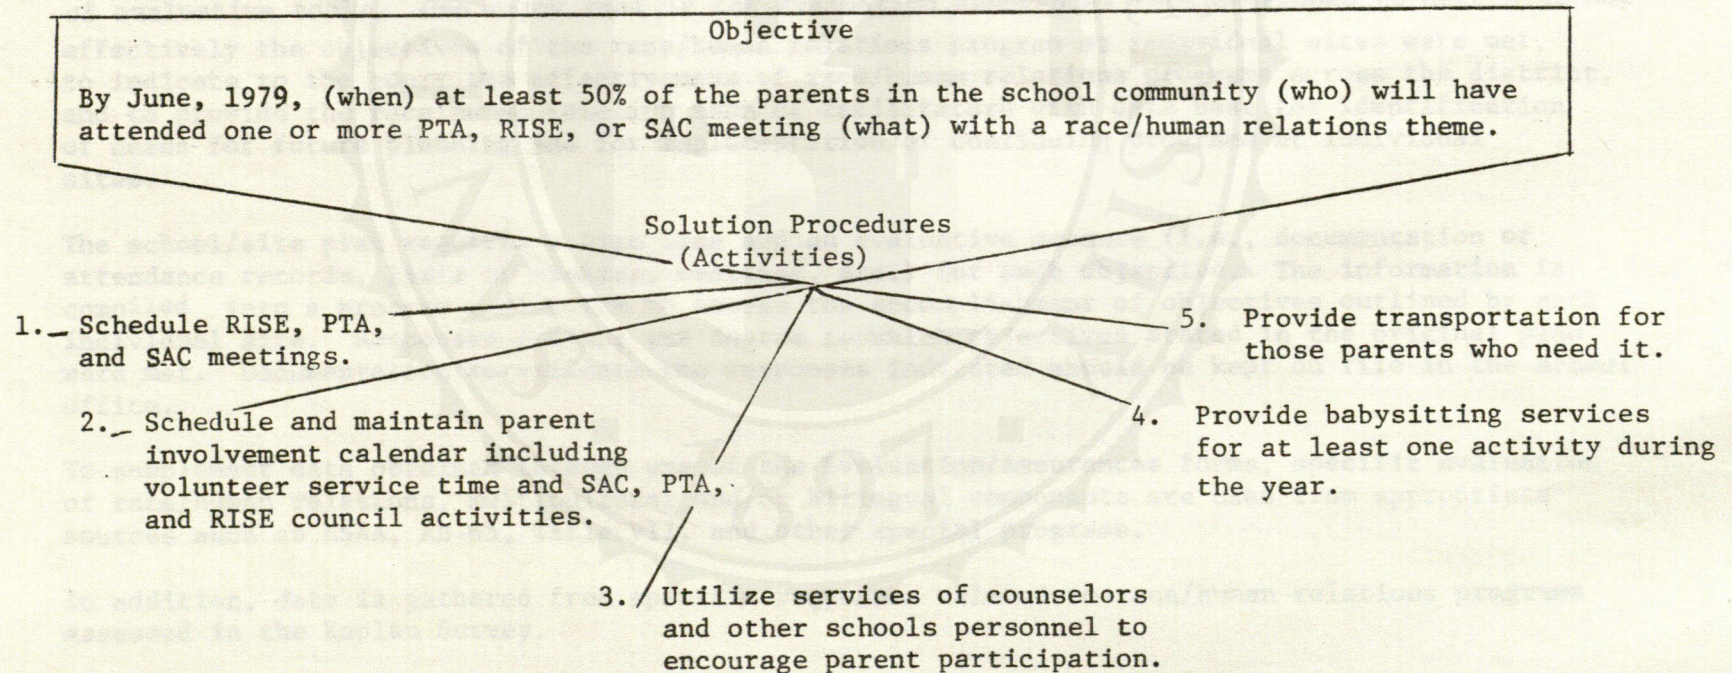 Objective
By June, 1979, (when) at least 50% of the parents in the school community (who) will have
attended one or more PTA, RISE, or SAC meeting (what) with a race/human relations theme.
Solution Procedures
(Activities)
1. Schedule RISE, PTA,
and SAC meetings.
2. Schedule and maintain parent
involvement calendar including
volunteer service time and SAC, PTA,
and RISE council activities.
3. Utilize services of counselors
and other schools personnel to
encourage parent participation.
4. Provide babysitting services
for at least one activity during
the year.
5. Provide transportation for
those parents who need it.